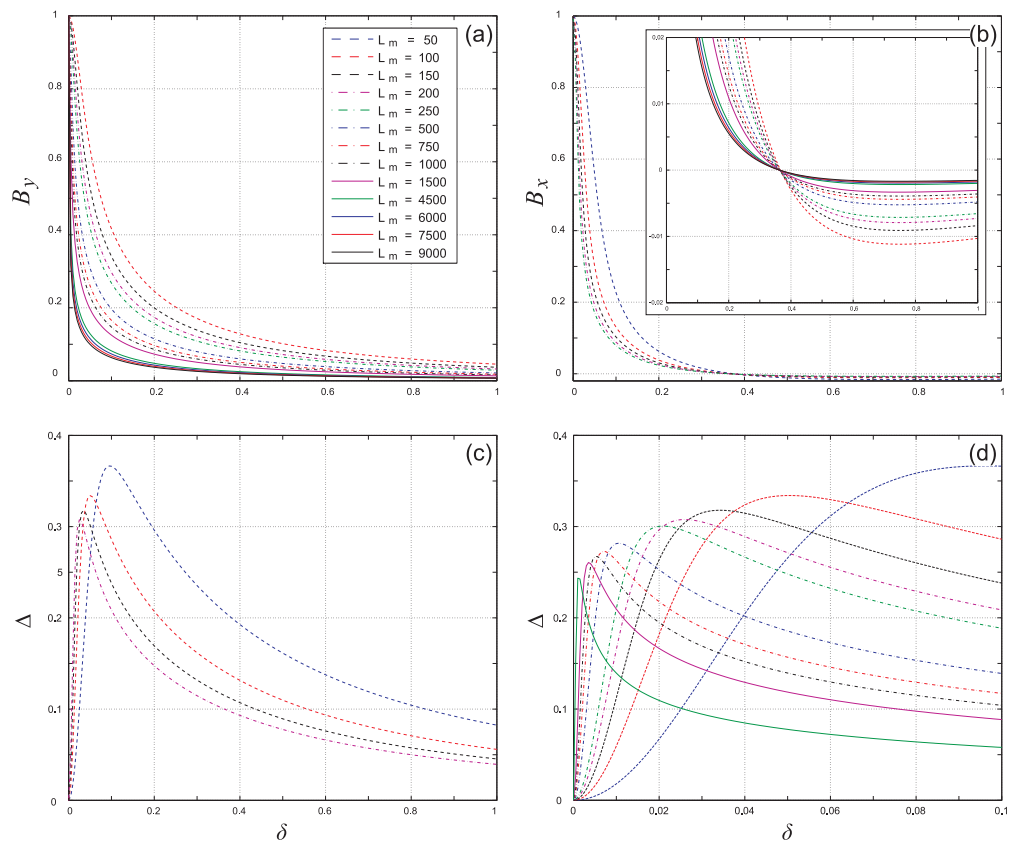 (a)
1
0.8
0.6
0.4
0.2
0
B_y
L m = 50
L m = 100
L m = 150
L m = 200
L m = 250
L m = 500
L m = 750
L m = 1000
L m = 1500
L m = 4500
L m = 6000
L m = 7500
L m = 9000
0.2 0.4 0.6 0.8 1
(b)
1
0.8
0.6
0.4
0.2
0
B_x
0,02
0,01
0
-0,01
-0,02
0 0.2 0.4 0.6 0.8 1
0 0.2 0.4 0.6 0.8 1
(c)
0,4
0,3
5
0,2
0,1
0
Δ
0 0.2 0.4 0.6 0.8 1
δ
(d)
0,4
0.3
0.2
0.1
0
Δ
0 0.02 0.04 0.06 0.08 0.1
δ